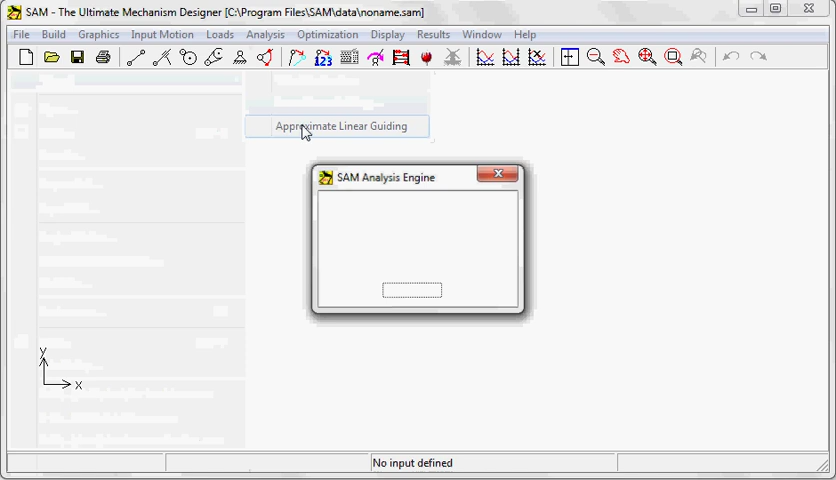 SAM - The Ultimate Mechanism Designer [C:\Program Files\SAM\data\noname.sam]
File Build Graphics Input Motion Loads Analysis Optimization Display Results Window Help
123
Approximate Linear Guiding
SAM Analysis Engine
y
x
No input defined